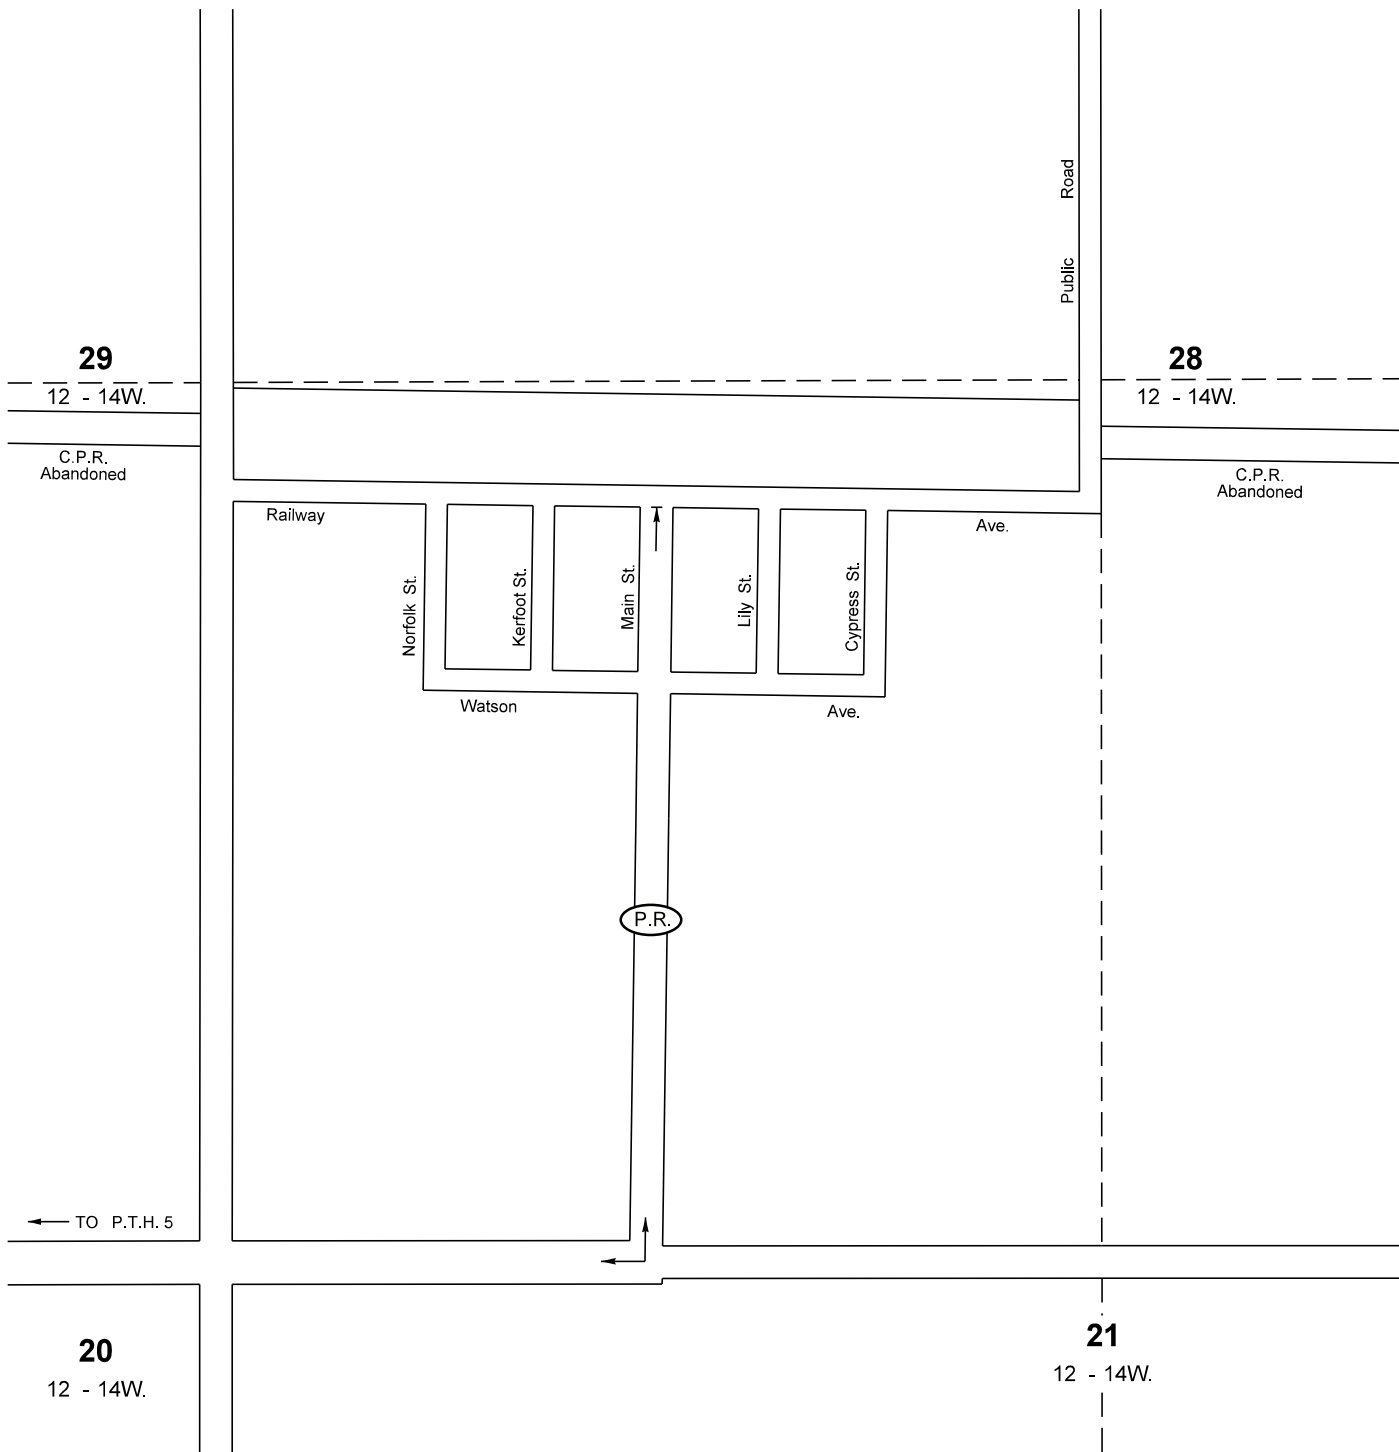 Public Road
29
12 - 14W.
28
12 - 14W.
C.P.R.
Abandoned
C.P.R.
Abandoned
Railway Ave.
Norfolk St.
Kerfoot St.
Main St.
Lily St.
Cypress St.
Watson Ave.
P.R.
TO P.T.H. 5
20
12 - 14W.
21
12 - 14W.